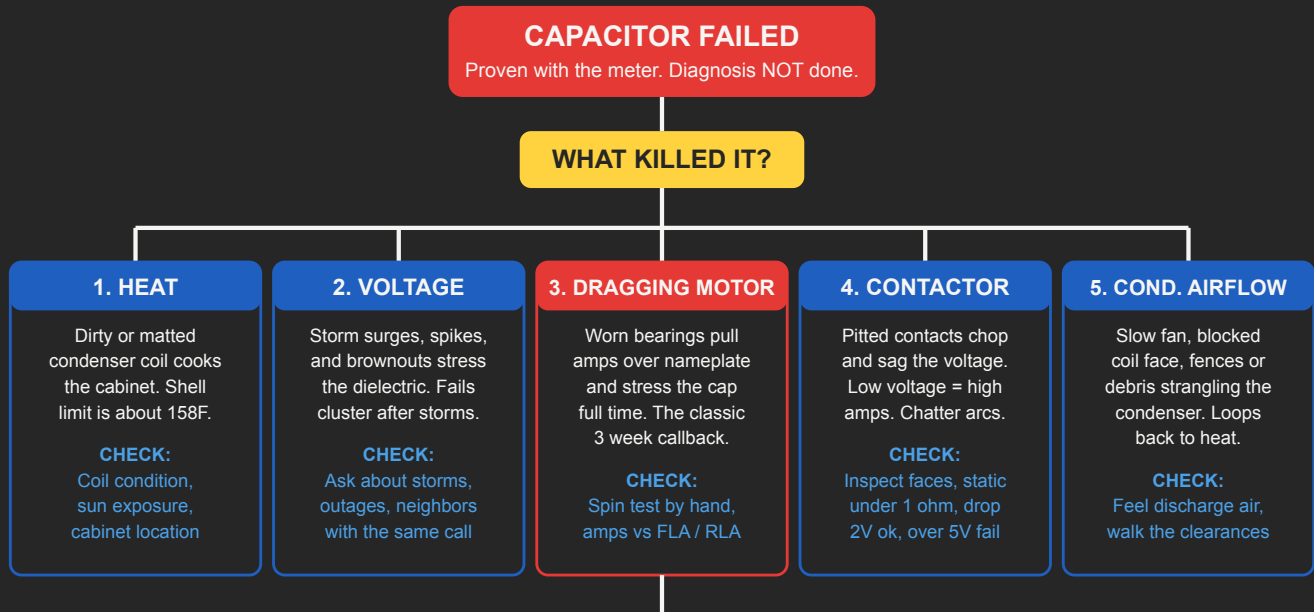 CAPACITOR FAILED
Proven with the meter. Diagnosis NOT done.
WHAT KILLED IT?
1. HEAT
Dirty or matted
condenser coil cooks
the cabinet. Shell
limit is about 158F.
CHECK:
Coil condition,
sun exposure,
cabinet location
2. VOLTAGE
Storm surges, spikes,
and brownouts stress
the dielectric. Fails
cluster after storms.
CHECK:
Ask about storms,
outages, neighbors
with the same call
3. DRAGGING MOTOR
Worn bearings pull
amps over nameplate
and stress the cap
full time. The classic
3 week callback.
CHECK:
Spin test by hand,
amps vs FLA / RLA
4. CONTACTOR
Pitted contacts chop
and sag the voltage.
Low voltage = high
amps. Chatter arcs.
CHECK:
Inspect faces, static
under 1 ohm, drop
2V ok, over 5V fail
5. COND. AIRFLOW
Slow fan, blocked
coil face, fences or
debris strangling the
condenser. Loops
back to heat.
CHECK:
Feel discharge air,
walk the clearances